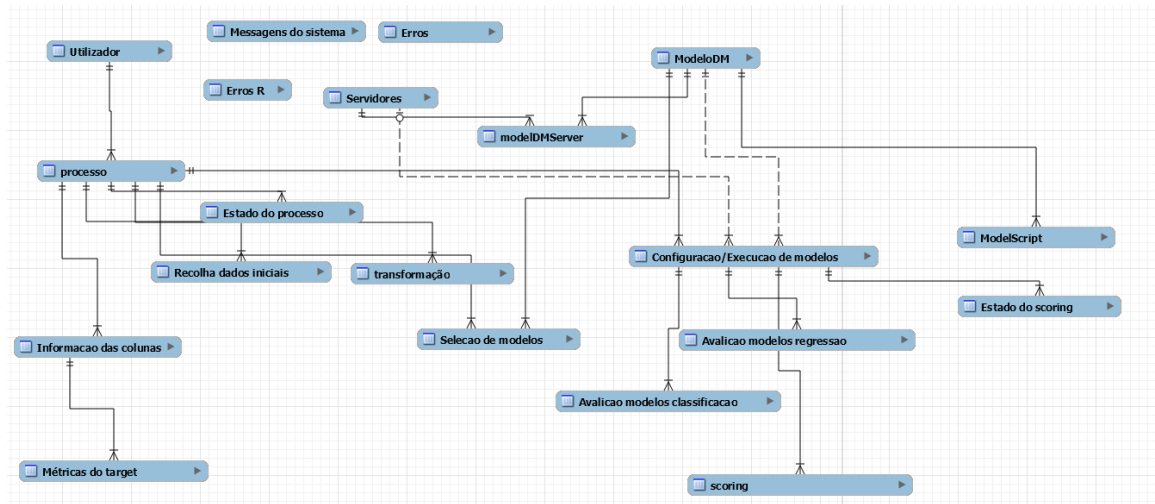 Messagens do sistema
Erros
Utilizador
ModeloDM
Erros R
Servidores
modelDMServer
processo
Estado do processo
ModelScript
Configuracao/Execucao de modelos
Recolha dados iniciais
transformação
Estado do scoring
Selecao de modelos
Avalicao modelos regressao
Informacao das colunas
Avalicao modelos classificacao
Métricas do target
scoring